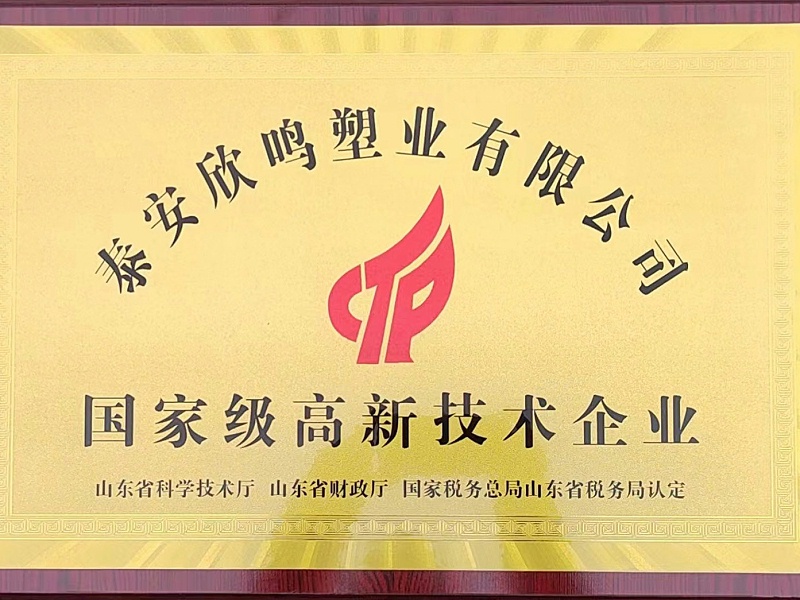 泰安欣鸣塑业有限公司
CTP
国家级高新技术企业
山东省科学技术厅 山东省财政厅 国家税务总局山东省税务局认定